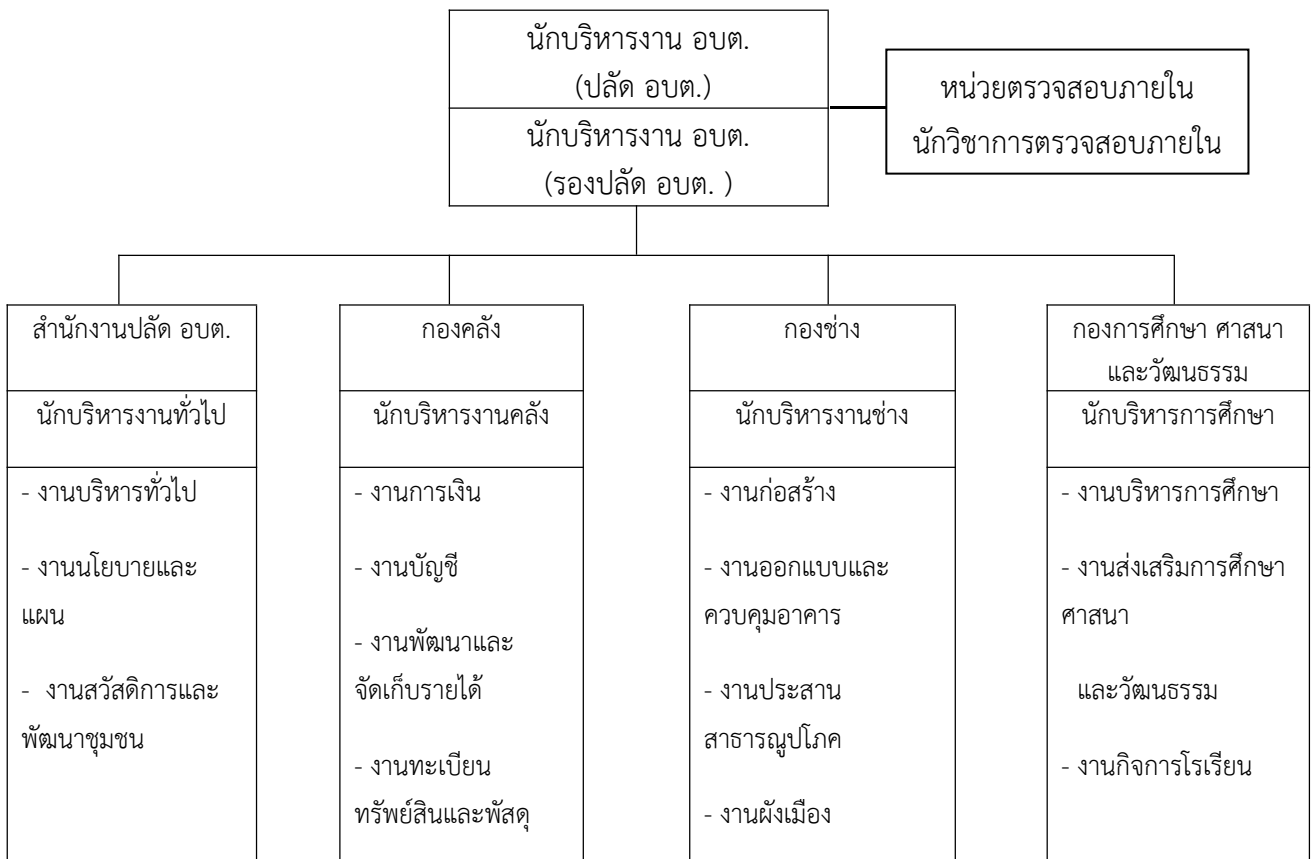 นักบริหารงาน อบต.
(ปลัด อบต.)
นักบริหารงาน อบต.
(รองปลัด อบต. )
หน่วยตรวจสอบภายใน
นักวิชาการตรวจสอบภายใน
สำนักงานปลัด อบต.
นักบริหารงานทั่วไป
- งานบริหารทั่วไป
- งานนโยบายและ
แผน
- งานสวัสดิการและ
พัฒนาชุมชน
กองคลัง
นักบริหารงานคลัง
- งานการเงิน
- งานบัญชี
- งานพัฒนาและ
จัดเก็บรายได้
- งานทะเบียน
ทรัพย์สินและพัสดุ
กองช่าง
นักบริหารงานช่าง
- งานก่อสร้าง
- งานออกแบบและ
ควบคุมอาคาร
- งานประสาน
สาธารณูปโภค
- งานผังเมือง
กองการศึกษา ศาสนา
และวัฒนธรรม
นักบริหารการศึกษา
- งานบริหารการศึกษา
- งานส่งเสริมการศึกษา
ศาสนา
และวัฒนธรรม
- งานกิจการโรเรียน